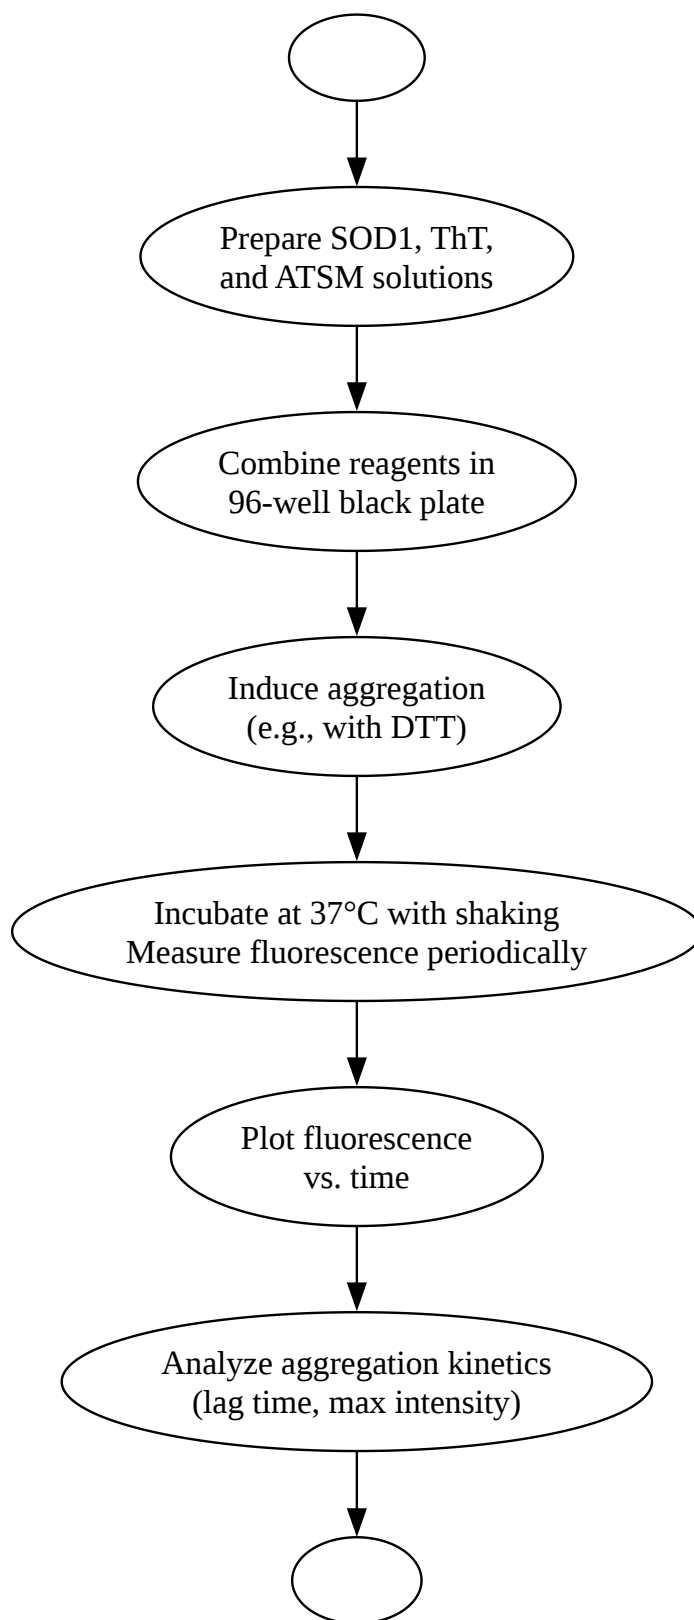 Prepare SOD1, ThT,
and ATSM solutions
Combine reagents in
96-well black plate
Induce aggregation
(e.g., with DTT)
Incubate at 37°C with shaking
Measure fluorescence periodically
Plot fluorescence
vs. time
Analyze aggregation kinetics
(lag time, max intensity)